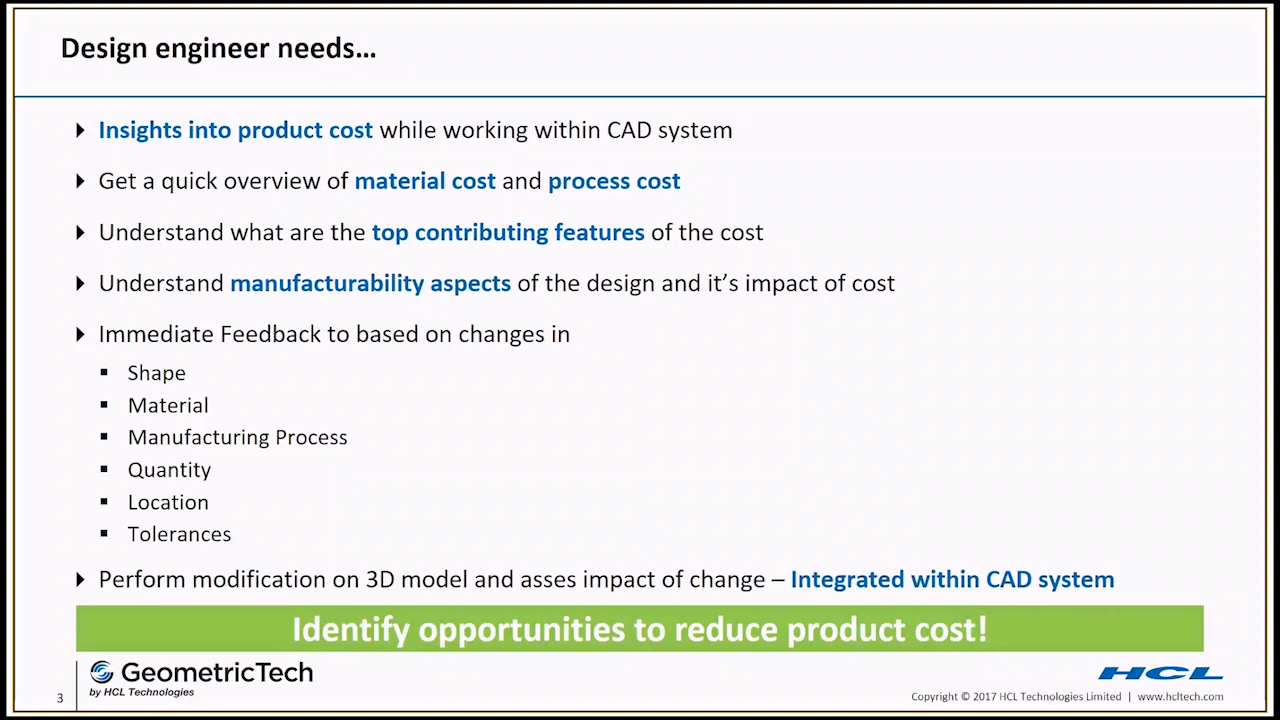 Design engineer needs…
Insights into product cost while working within CAD system
Get a quick overview of material cost and process cost
Understand what are the top contributing features of the cost
Understand manufacturability aspects of the design and it’s impact of cost
Immediate Feedback to based on changes in
Shape
Material
Manufacturing Process
Quantity
Location
Tolerances
Perform modification on 3D model and asses impact of change – Integrated within CAD system
Identify opportunities to reduce product cost!
GeometricTech
by HCL Technologies
HCL
3
Copyright © 2017 HCL Technologies Limited | www.hcltech.com